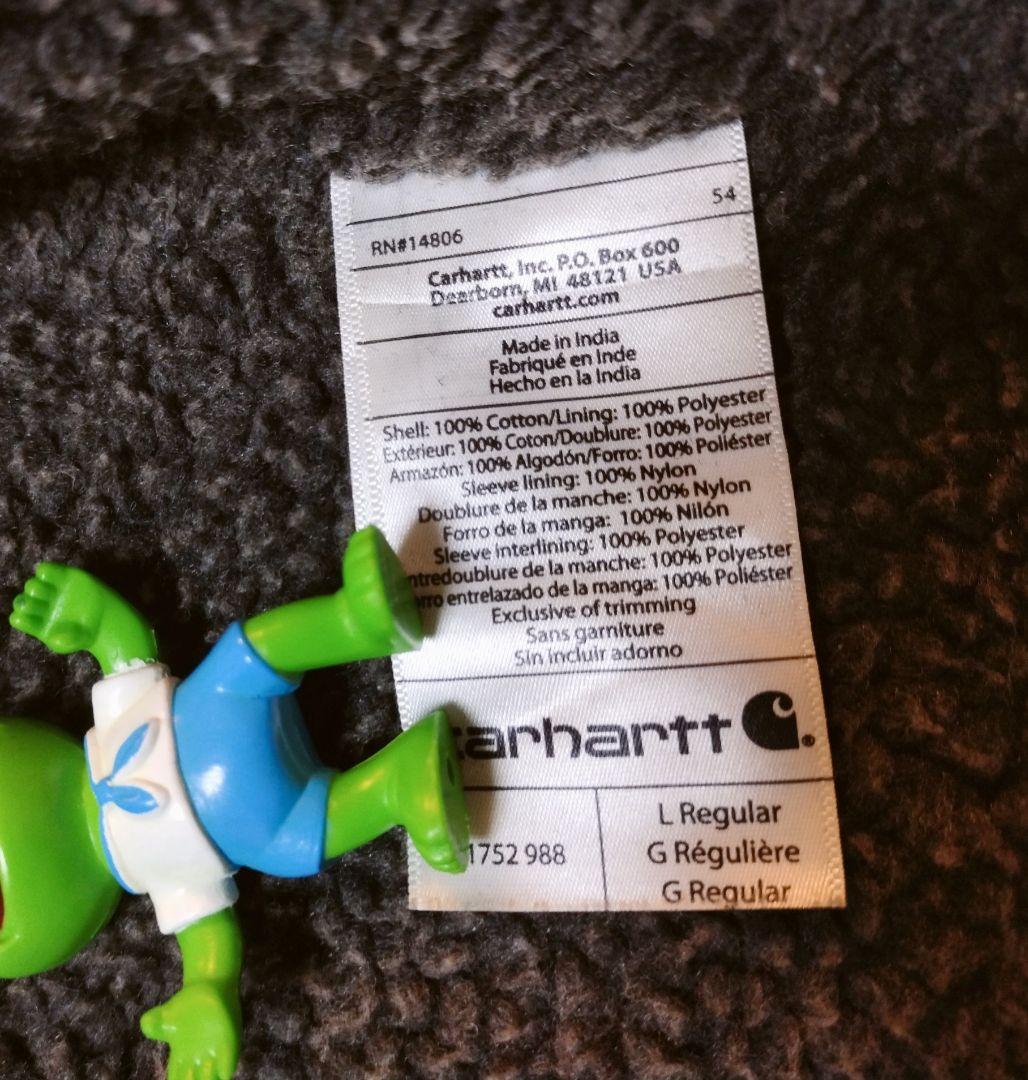 54
RN#14806
Carhartt, Inc. P.O. Box 600
Dearborn, MI 48121 USA
carhartt.com
Made in India
Fabriqué en Inde
Hecho en la India
Shell: 100% Cotton/Lining: 100% Polyester
Extérieur: 100% Coton/Doublure: 100% Polyester
Armazón: 100% Algodón/Forro: 100% Poliéster
Sleeve lining: 100% Nylon
Doublure de la manche: 100% Nylon
Forro de la manga: 100% Nilón
Sleeve interlining: 100% Polyester
ntredoublure de la manche: 100% Polyester
rro entrelazado de la manga: 100% Poliéster
Exclusive of trimming
Sans garniture
Sin incluir adorno
carhartt
1752 988
L Regular
G Régulière
G Regular